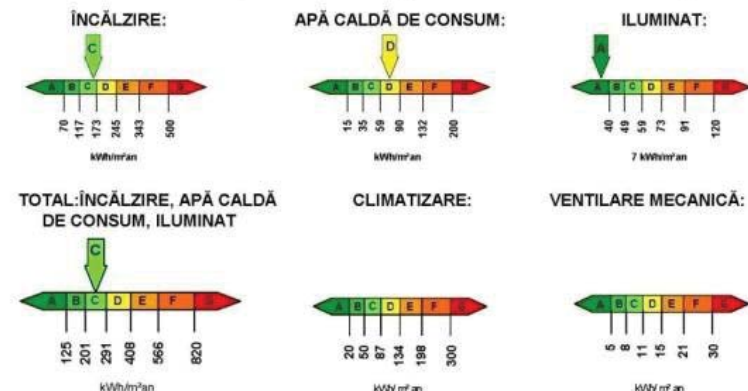 ÎNCĂLZIRE:
C
A B C D E F G
70 117 173 245 343 500
kWh/m²an
APĂ CALDĂ DE CONSUM:
D
A B C D E F G
15 35 59 90 132 200
kWh/m²an
ILUMINAT:
A
A B C D E F G
40 49 59 73 91 120
7 kWh/m²an
TOTAL:ÎNCĂLZIRE, APĂ CALDĂ
DE CONSUM, ILUMINAT
C
A B C D E F G
125 201 291 408 566 820
kWh/m²an
CLIMATIZARE:
A B C D E F G
20 50 87 134 198 300
kWh/m²an
VENTILARE MECANICĂ:
A B C D E F G
5 8 11 15 21 30
kWh/m²an